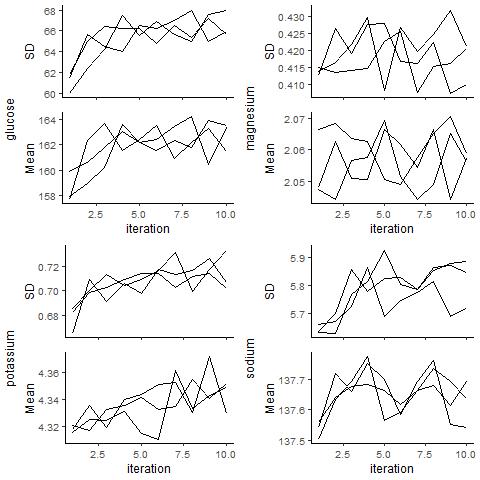 glucose
SD
68
66
64
62
60
Mean
164
162
160
158
2.5 5.0 7.5 10.0
iteration
magnesium
SD
0.430
0.425
0.420
0.415
0.410
Mean
2.07
2.06
2.05
2.5 5.0 7.5 10.0
iteration
potassium
SD
0.72
0.70
0.68
Mean
4.36
4.34
4.32
2.5 5.0 7.5 10.0
iteration
sodium
SD
5.9
5.8
5.7
Mean
137.7
137.6
137.5
2.5 5.0 7.5 10.0
iteration